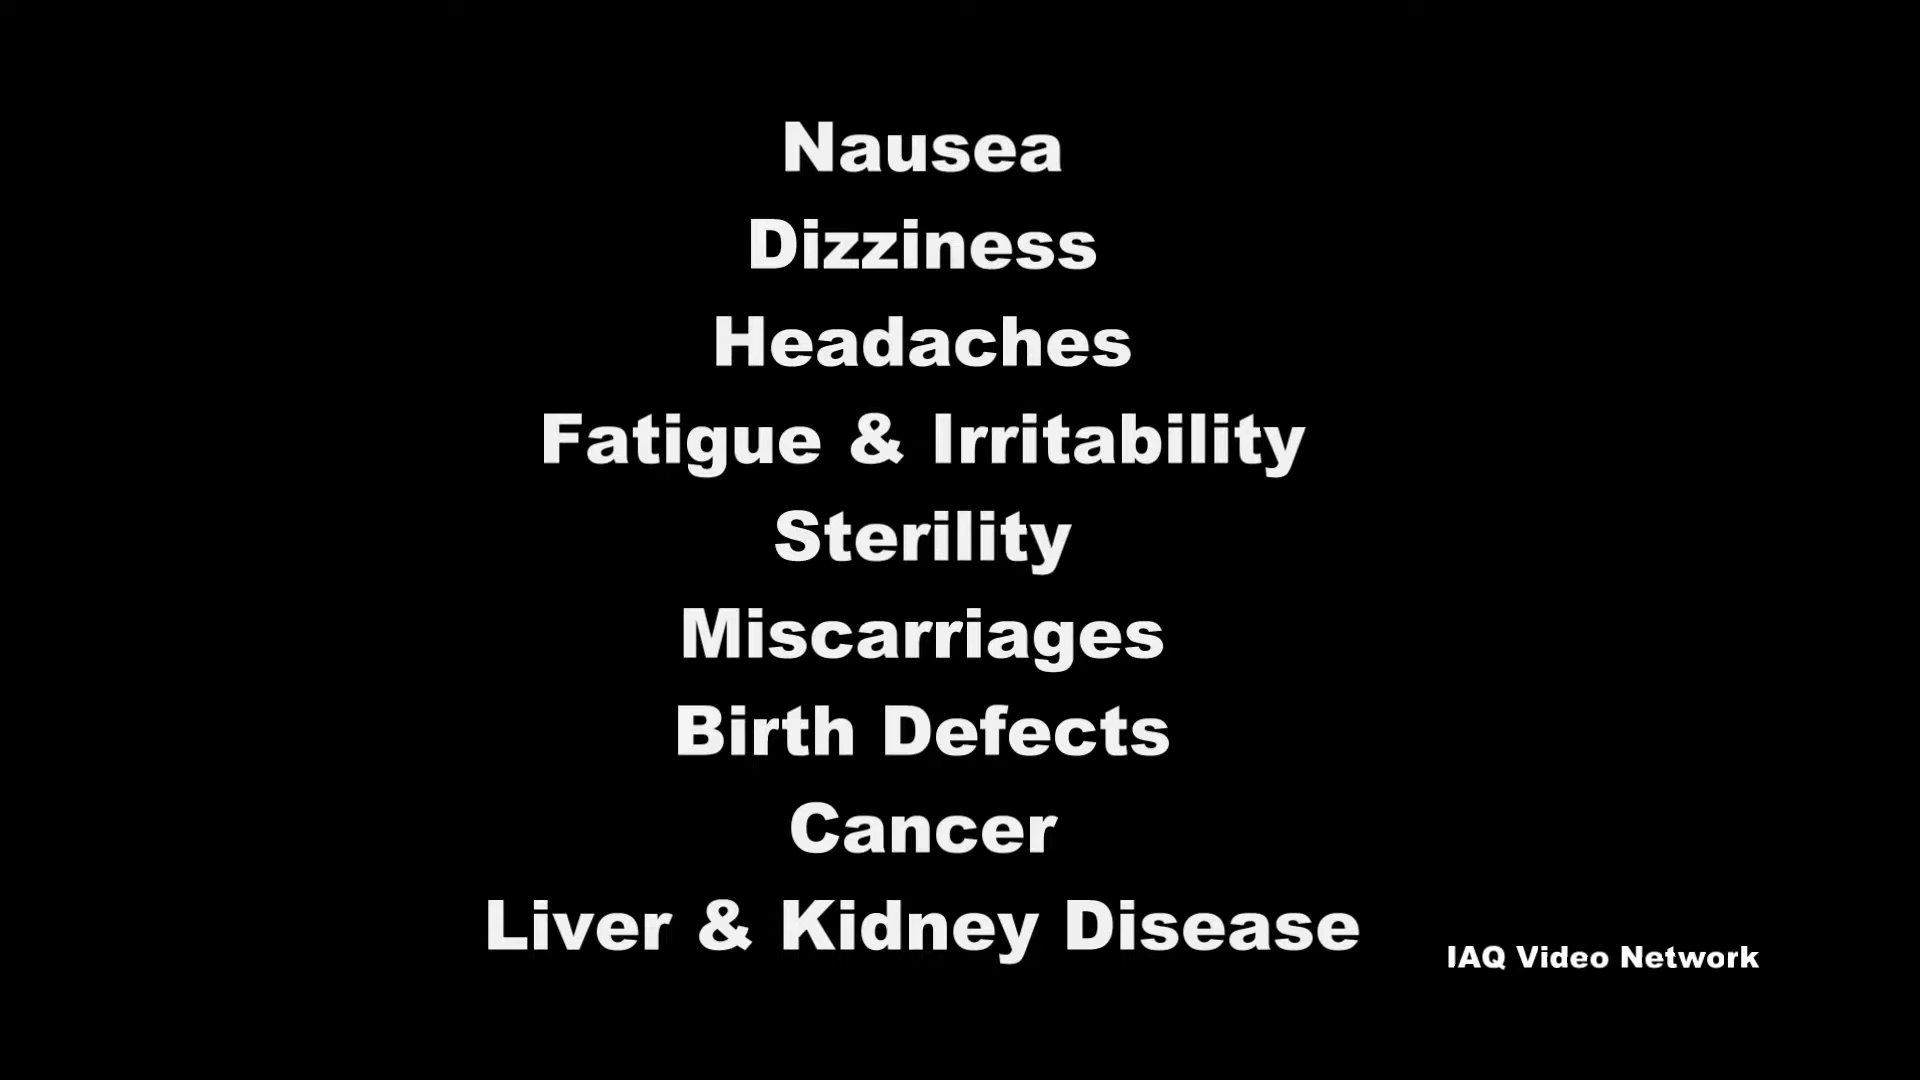 Nausea
Dizziness
Headaches
Fatigue & Irritability
Sterility
Miscarriages
Birth Defects
Cancer
Liver & Kidney Disease
IAQ Video Network